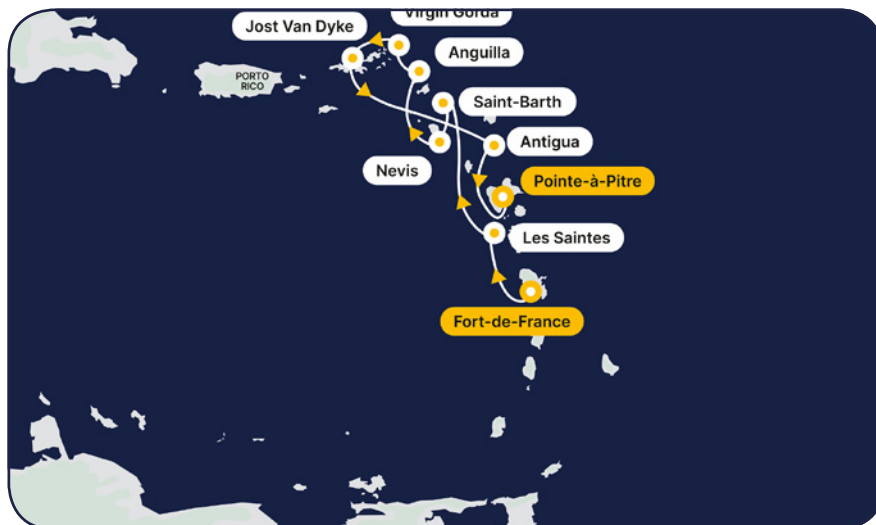 Virgin Gorda
Jost Van Dyke
Anguilla
PORTO
RICO
Saint-Barth
Antigua
Nevis
Pointe-à-Pitre
Les Saintes
Fort-de-France